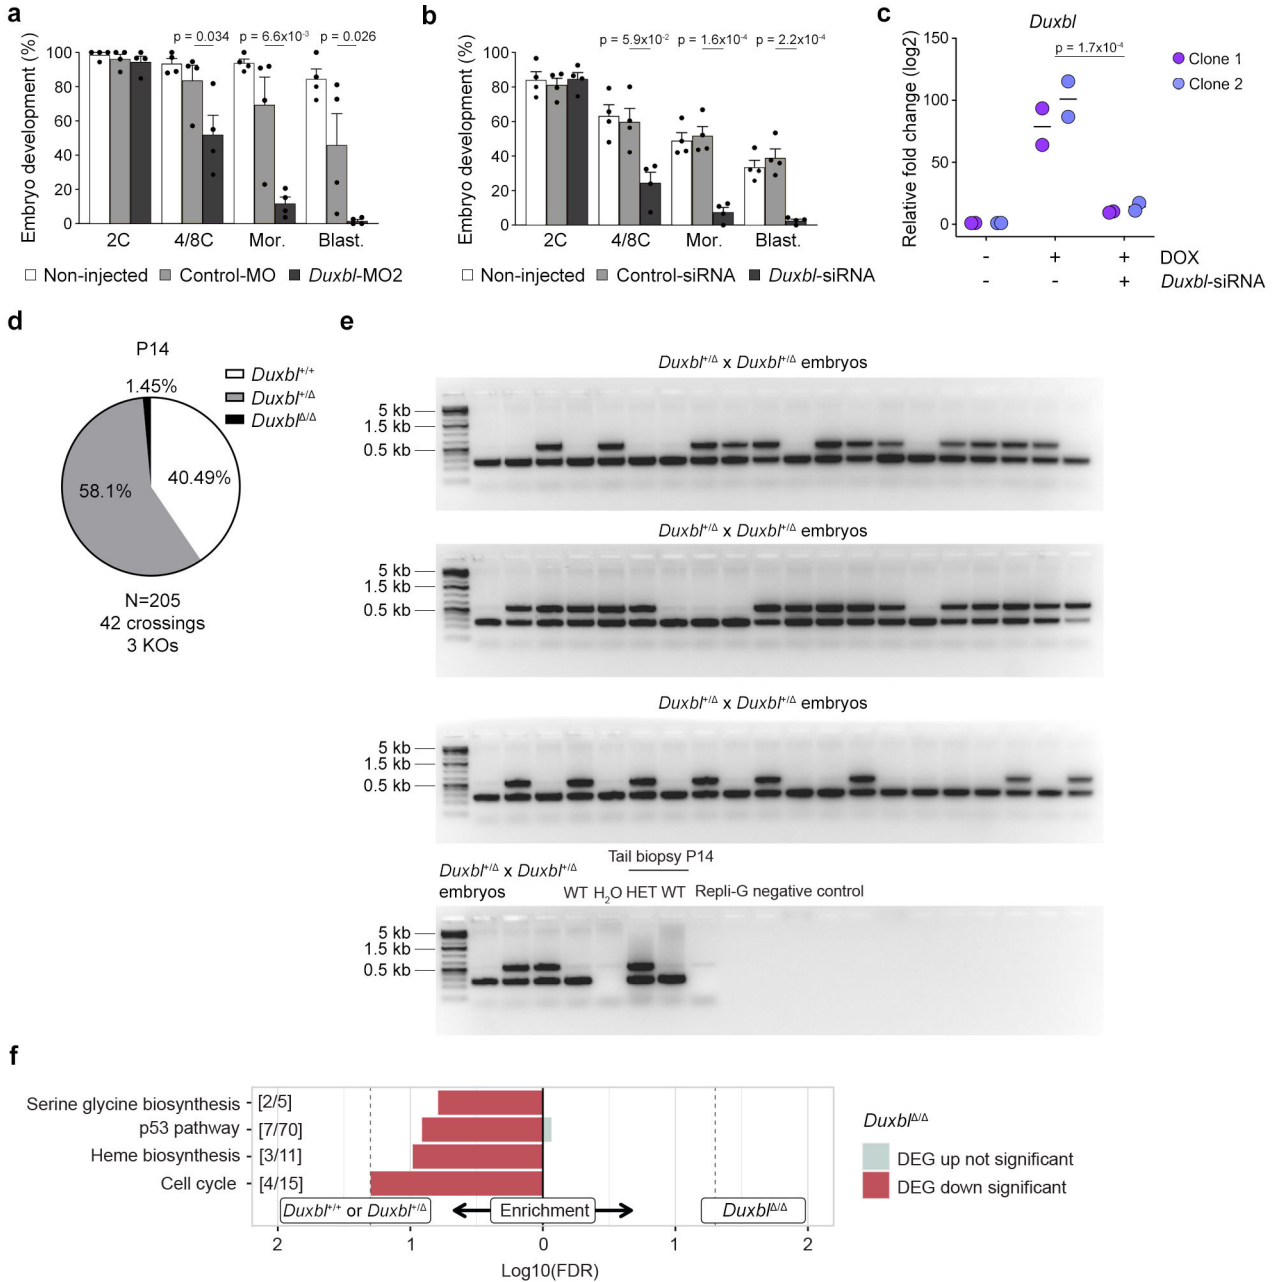 a
p = 0.034 p = 6.6x10-3 p = 0.026
Embryo development (%)
100
80
60
40
20
0
2C 4/8C Mor. Blast.
Non-injected Control-MO Duxbl-MO2
b
p = 5.9x10-2 p = 1.6x10-4 p = 2.2x10-4
Embryo development (%)
100
80
60
40
20
0
2C 4/8C Mor. Blast.
Non-injected Control-siRNA Duxbl-siRNA
c
Duxbl
p = 1.7x10-4
Relative fold change (log2)
150
100
50
0
Clone 1
Clone 2
- + + DOX
- - + Duxbl-siRNA
d
P14
1.45%
58.1%
40.49%
Duxbl+/+
Duxbl+/Δ
DuxblΔ/Δ
N=205
42 crossings
3 KOs
e
Duxbl+/Δ x Duxbl+/Δ embryos
5 kb
1.5 kb
0.5 kb
Duxbl+/Δ x Duxbl+/Δ embryos
5 kb
1.5 kb
0.5 kb
Duxbl+/Δ x Duxbl+/Δ embryos
5 kb
1.5 kb
0.5 kb
Tail biopsy P14
Duxbl+/Δ x Duxbl+/Δ
embryos WT H2O HET WT Repli-G negative control
5 kb
1.5 kb
0.5 kb
f
Serine glycine biosynthesis [2/5]
p53 pathway [7/70]
Heme biosynthesis [3/11]
Cell cycle [4/15]
Duxbl+/+ or Duxbl+/Δ Enrichment DuxblΔ/Δ
2 1 0 1 2
Log10(FDR)
DuxblΔ/Δ
DEG up not significant
DEG down significant